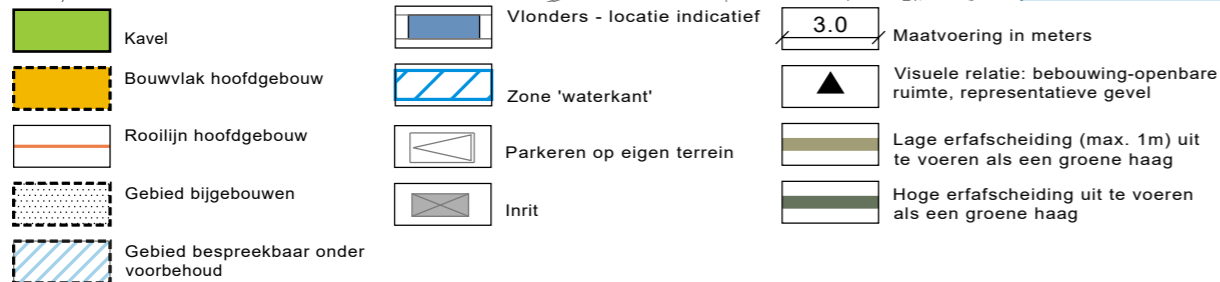 Kavel
Bouwvlak hoofdgebouw
Rooilijn hoofdgebouw
Gebied bijgebouwen
Gebied bespreekbaar onder
voorbehoud
Vlonders - locatie indicatief
Zone 'waterkant'
Parkeren op eigen terrein
Inrit
3.0
Maatvoering in meters
Visuele relatie: bebouwing-openbare
ruimte, representatieve gevel
Lage erfafscheiding (max. 1m) uit
te voeren als een groene haag
Hoge erfafscheiding uit te voeren
als een groene haag